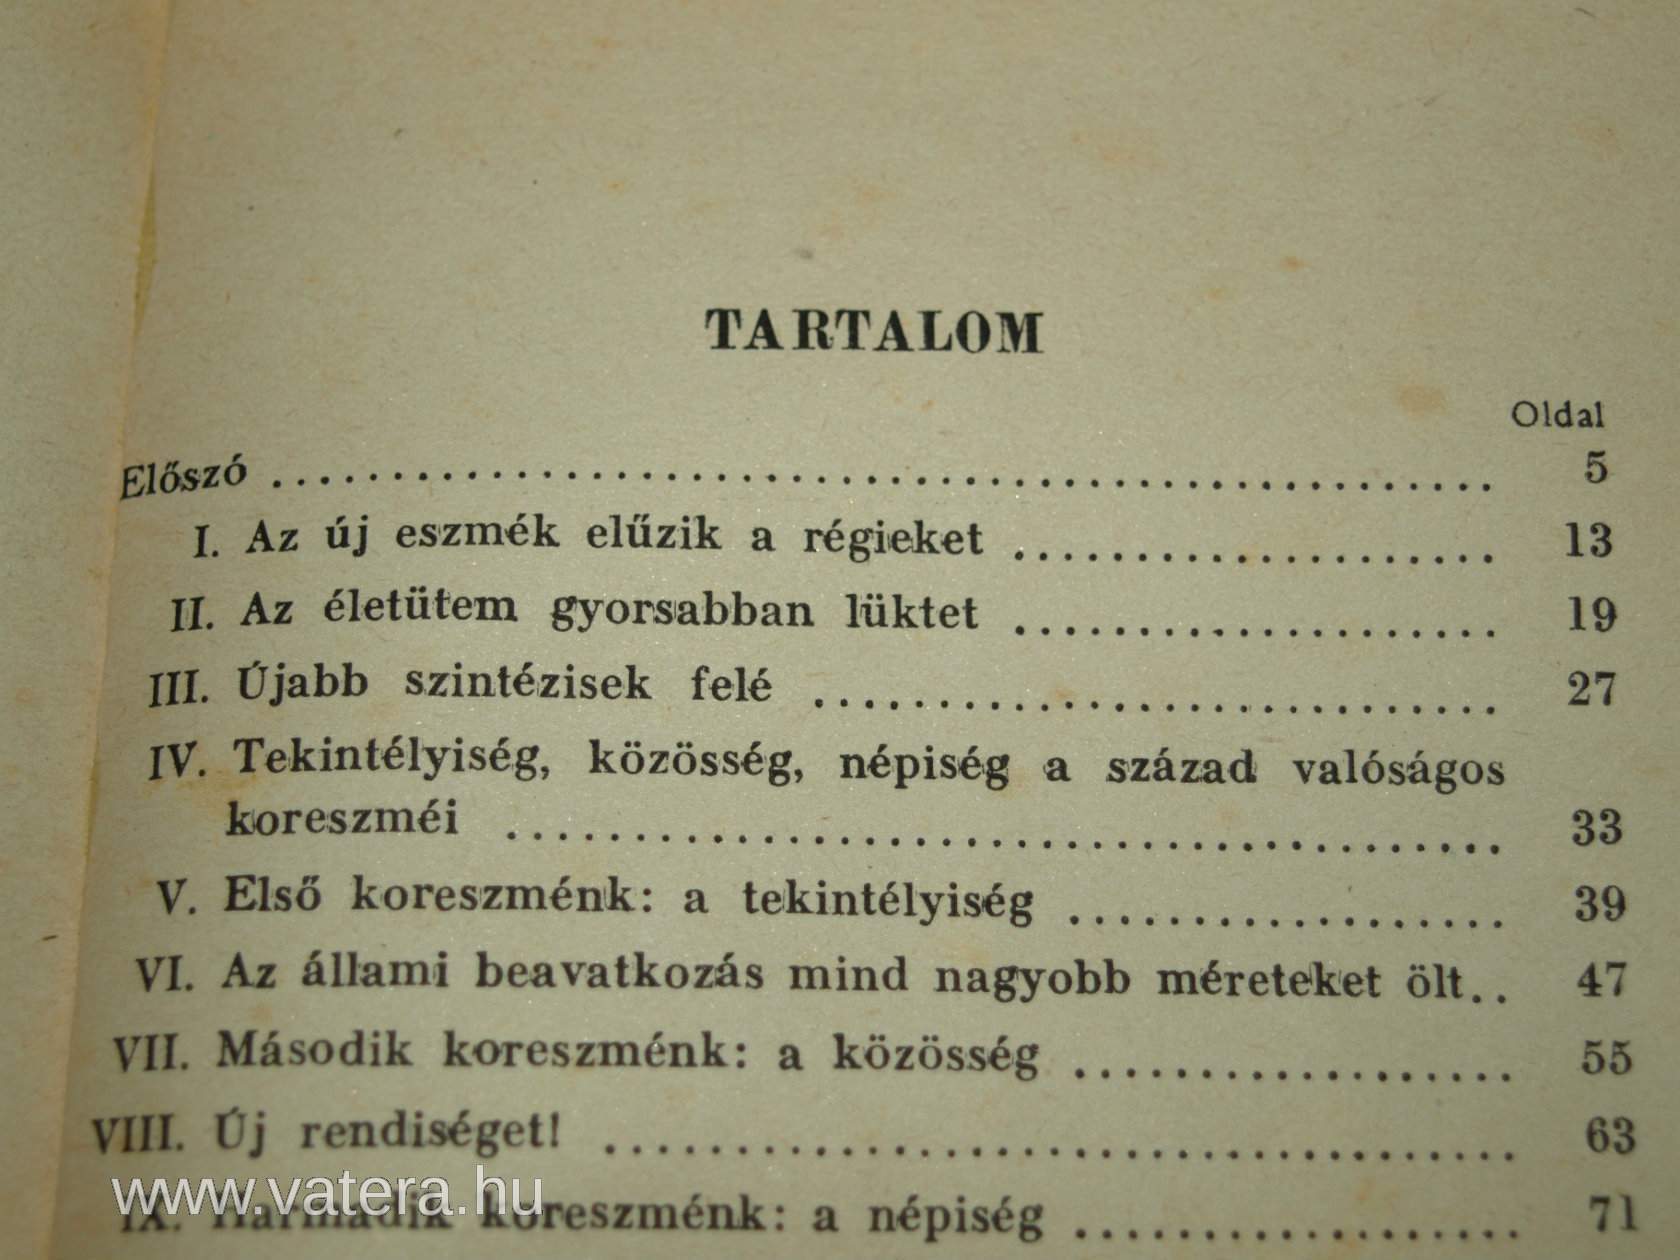 TARTALOM
Oldal
Előszó ........................................ 5
I. Az új eszmék elűzik a régieket .................... 13
II. Az életütem gyorsabban lüktet .................... 19
III. Újabb szintézisek felé ............................ 27
IV. Tekintélyiség, közösség, népiség a század valóságos
koreszméi ........................................ 33
V. Első koreszménk: a tekintélyiség .................. 39
VI. Az állami beavatkozás mind nagyobb méreteket ölt.. 47
VII. Második koreszménk: a közösség .................. 55
VIII. Új rendiséget! ...................................... 63
IX. Harmadik koreszménk: a népiség .................. 71
www.vatera.hu